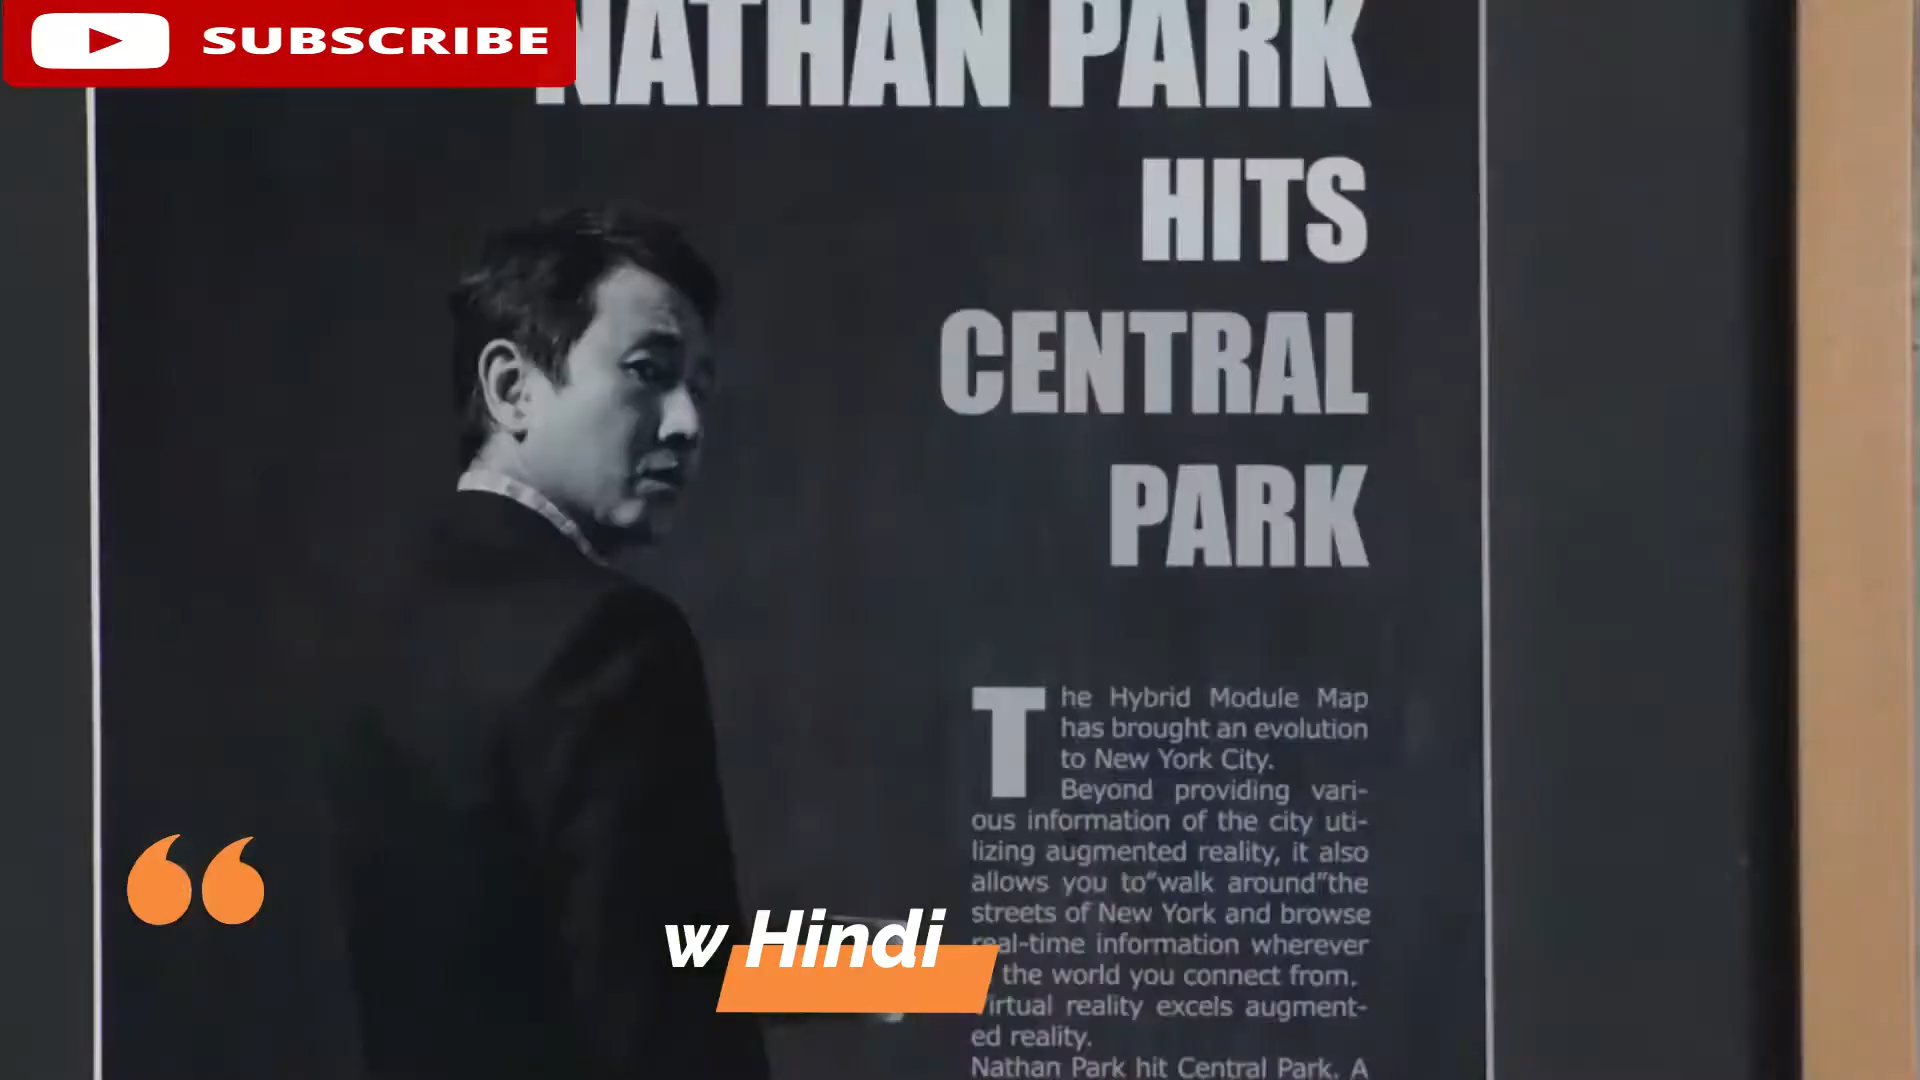 SUBSCRIBE
NATHAN PARK
HITS
CENTRAL
PARK
The Hybrid Module Map
has brought an evolution
to New York City.
Beyond providing vari-
ous information of the city uti-
lizing augmented reality, it also
allows you to“walk around”the
streets of New York and browse
real-time information wherever
the world you connect from.
Virtual reality excels augment-
ed reality.
Nathan Park hit Central Park. A
w Hindi